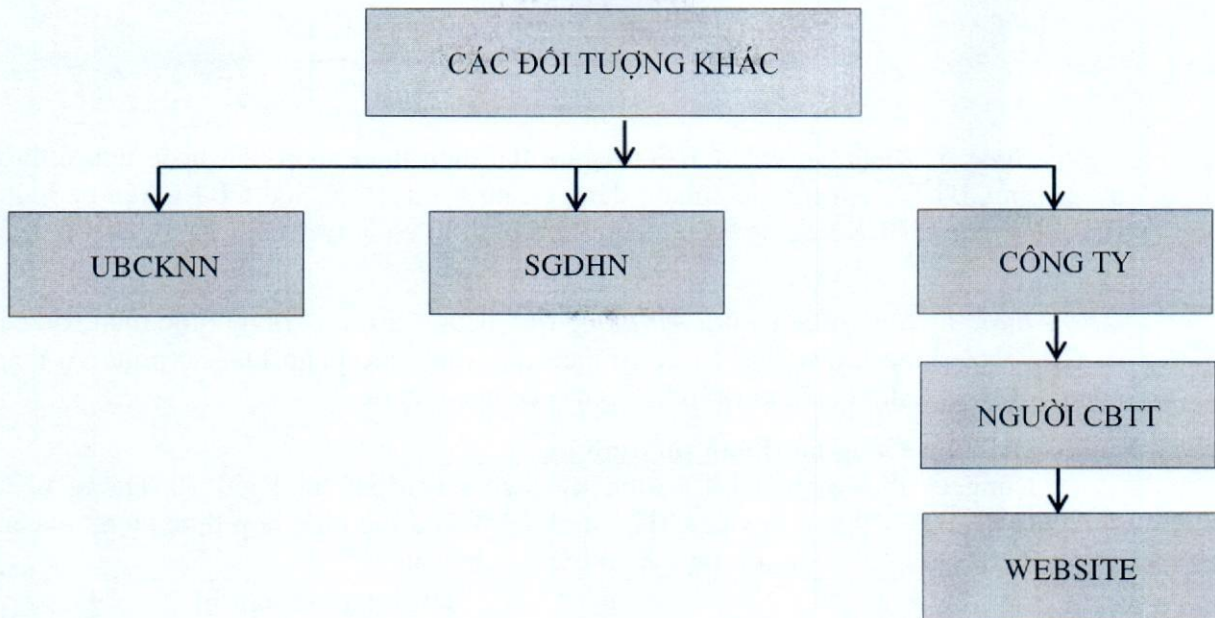 CÁC ĐỐI TƯỢNG KHÁC
UBCKNN
SGDHN
CÔNG TY
NGƯỜI CBTT
WEBSITE